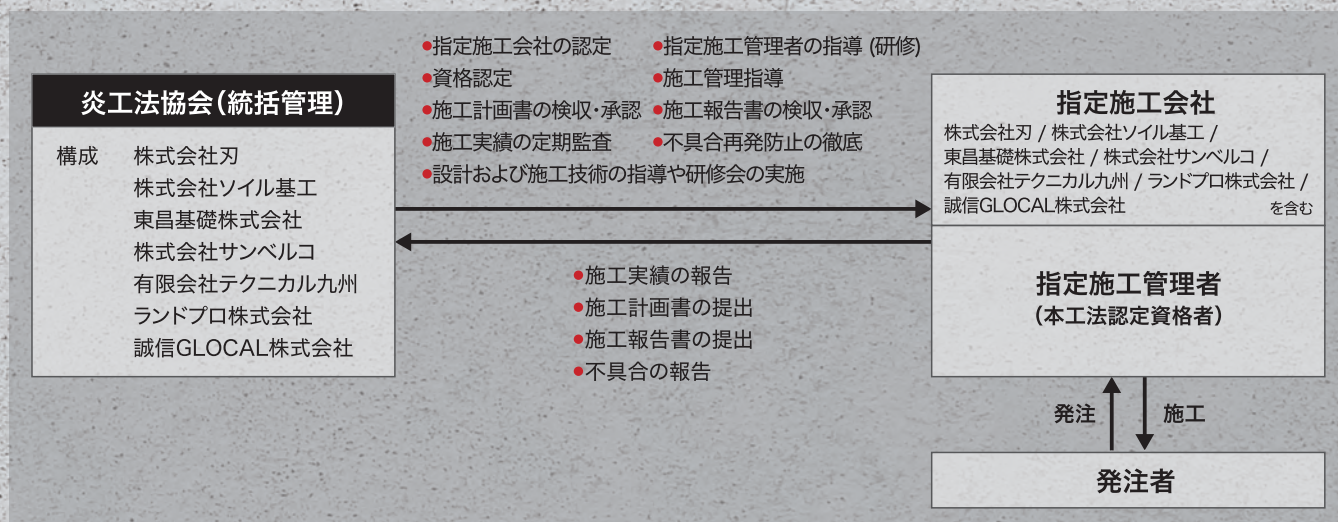 炎工法協会(統括管理)
構成 株式会社刃
株式会社ソイル基工
東昌基礎株式会社
株式会社サンベルコ
有限会社テクニカル九州
ランドプロ株式会社
誠信GLOCAL株式会社
●指定施工会社の認定 ●指定施工管理者の指導 (研修)
●資格認定 ●施工管理指導
●施工計画書の検収・承認 ●施工報告書の検収・承認
●施工実績の定期監査 ●不具合再発防止の徹底
●設計および施工技術の指導や研修会の実施
●施工実績の報告
●施工計画書の提出
●施工報告書の提出
●不具合の報告
指定施工会社
株式会社刃 / 株式会社ソイル基工 /
東昌基礎株式会社 / 株式会社サンベルコ /
有限会社テクニカル九州 / ランドプロ株式会社 /
誠信GLOCAL株式会社 を含む
指定施工管理者
(本工法認定資格者)
発注 施工
発注者